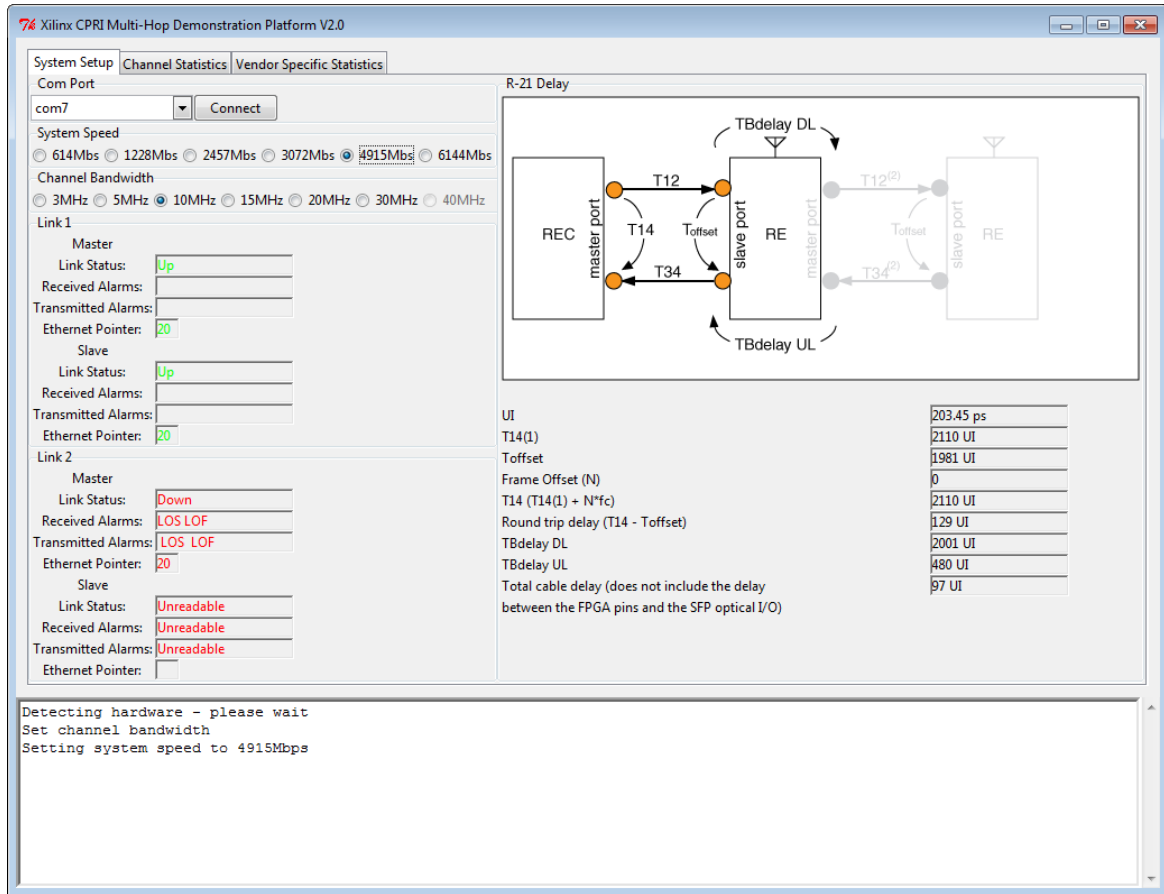 Xilinx CPRI Multi-Hop Demonstration Platform V2.0
System Setup Channel Statistics Vendor Specific Statistics
Com Port
com7 Connect
System Speed
614Mbs 1228Mbs 2457Mbs 3072Mbs 4915Mbs 6144Mbs
Channel Bandwidth
3MHz 5MHz 10MHz 15MHz 20MHz 30MHz 40MHz
Link 1
Master
Link Status: Up
Received Alarms:
Transmitted Alarms:
Ethernet Pointer: 20
Slave
Link Status: Up
Received Alarms:
Transmitted Alarms:
Ethernet Pointer: 20
Link 2
Master
Link Status: Down
Received Alarms: LOS LOF
Transmitted Alarms: LOS LOF
Ethernet Pointer: 20
Slave
Link Status: Unreadable
Received Alarms: Unreadable
Transmitted Alarms: Unreadable
Ethernet Pointer:
R-21 Delay
TBdelay DL
REC
master port
T12
T14
Toffset
T34
slave port
RE
master port
TBdelay UL
T12(2)
Toffset
T34(2)
slave port
RE
UI 203.45 ps
T14(1) 2110 UI
Toffset 1981 UI
Frame Offset (N) 0
T14 (T14(1) + N*fc) 2110 UI
Round trip delay (T14 - Toffset) 129 UI
TBdelay DL 2001 UI
TBdelay UL 480 UI
Total cable delay (does not include the delay 97 UI
between the FPGA pins and the SFP optical I/O)
Detecting hardware - please wait
Set channel bandwidth
Setting system speed to 4915Mbps